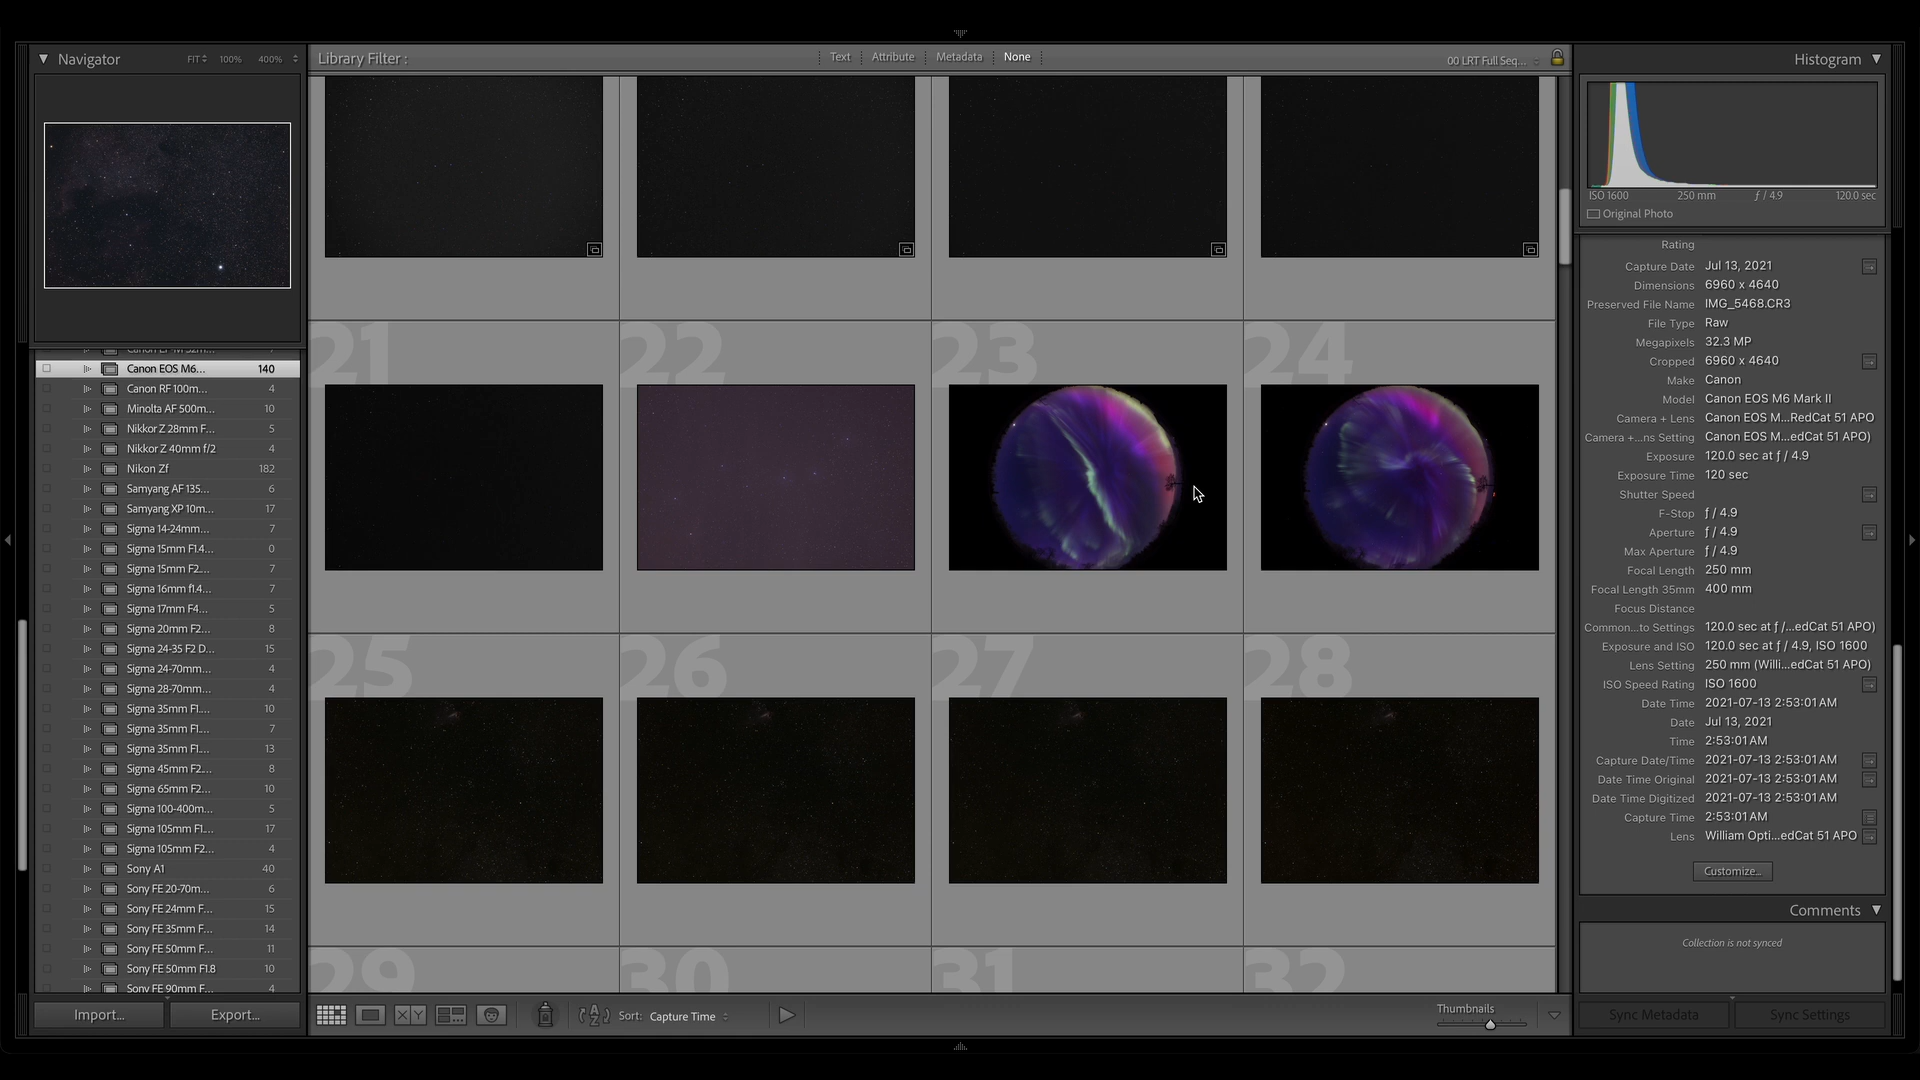 Navigator
FIT
100%
400%
Library Filter :
Text
Attribute
Metadata
None
00 LRT Full Seq...
Histogram
ISO 1600
250 mm
ƒ / 4.9
120.0 sec
Original Photo
Canon EOS M6... 140
Canon RF 100m... 4
Minolta AF 500m... 10
Nikkor Z 28mm F... 5
Nikkor Z 40mm f/2 4
Nikon Zf 182
Samyang AF 135... 6
Samyang XP 10m... 17
Sigma 14-24mm... 7
Sigma 15mm F1.4... 0
Sigma 15mm F2... 7
Sigma 16mm f1.4... 7
Sigma 17mm F4... 5
Sigma 20mm F2... 8
Sigma 24-35 F2 D... 15
Sigma 24-70mm... 4
Sigma 28-70mm... 4
Sigma 35mm F1.... 10
Sigma 35mm F1.... 7
Sigma 35mm F1.... 13
Sigma 45mm F2.... 8
Sigma 65mm F2... 10
Sigma 100-400m... 5
Sigma 105mm F1.... 17
Sigma 105mm F2... 4
Sony A1 40
Sony FE 20-70m... 6
Sony FE 24mm F... 15
Sony FE 35mm F... 14
Sony FE 50mm F... 11
Sony FE 50mm F1.8 10
Sony FE 90mm F... 4
Import...
Export...
21
22
23
24
25
26
27
28
29
30
31
32
Sort: Capture Time
Thumbnails
Rating
Capture Date Jul 13, 2021
Dimensions 6960 x 4640
Preserved File Name IMG_5468.CR3
File Type Raw
Megapixels 32.3 MP
Cropped 6960 x 4640
Make Canon
Model Canon EOS M6 Mark II
Camera + Lens Canon EOS M...RedCat 51 APO
Camera +...ns Setting Canon EOS M...edCat 51 APO)
Exposure 120.0 sec at ƒ / 4.9
Exposure Time 120 sec
Shutter Speed
F-Stop ƒ / 4.9
Aperture ƒ / 4.9
Max Aperture ƒ / 4.9
Focal Length 250 mm
Focal Length 35mm 400 mm
Focus Distance
Common...to Settings 120.0 sec at ƒ /...edCat 51 APO)
Exposure and ISO 120.0 sec at ƒ / 4.9, ISO 1600
Lens Setting 250 mm (Willi...edCat 51 APO)
ISO Speed Rating ISO 1600
Date Time 2021-07-13 2:53:01 AM
Date Jul 13, 2021
Time 2:53:01 AM
Capture Date/Time 2021-07-13 2:53:01 AM
Date Time Original 2021-07-13 2:53:01 AM
Date Time Digitized 2021-07-13 2:53:01 AM
Capture Time 2:53:01 AM
Lens William Opti...edCat 51 APO
Customize...
Comments
Collection is not synced
Sync Metadata
Sync Settings